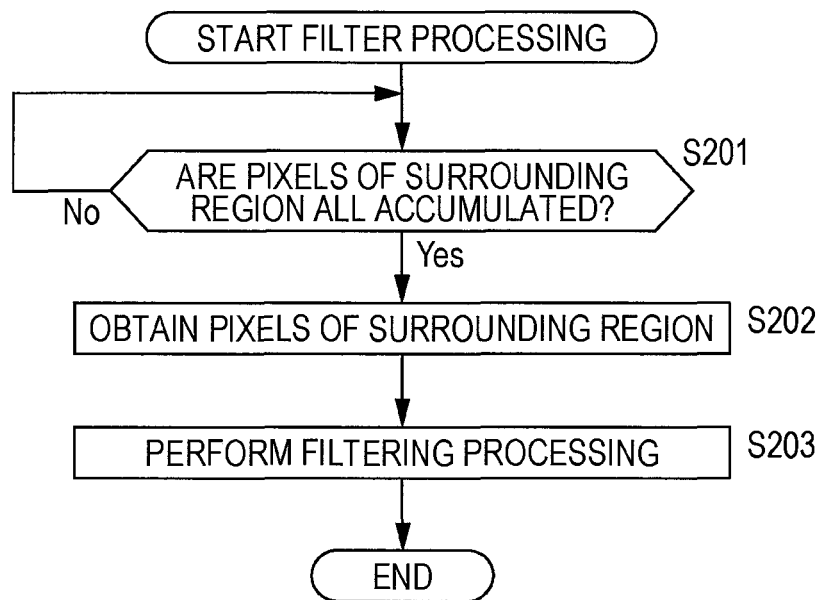 START FILTER PROCESSING
S201
ARE PIXELS OF SURROUNDING
REGION ALL ACCUMULATED?
No
Yes
OBTAIN PIXELS OF SURROUNDING REGION
S202
PERFORM FILTERING PROCESSING
S203
END